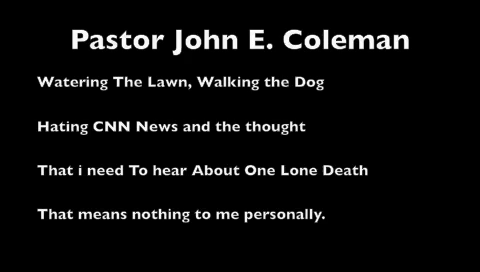 Pastor John E. Coleman
Watering The Lawn, Walking the Dog
Hating CNN News and the thought
That i need To hear About One Lone Death
That means nothing to me personally.